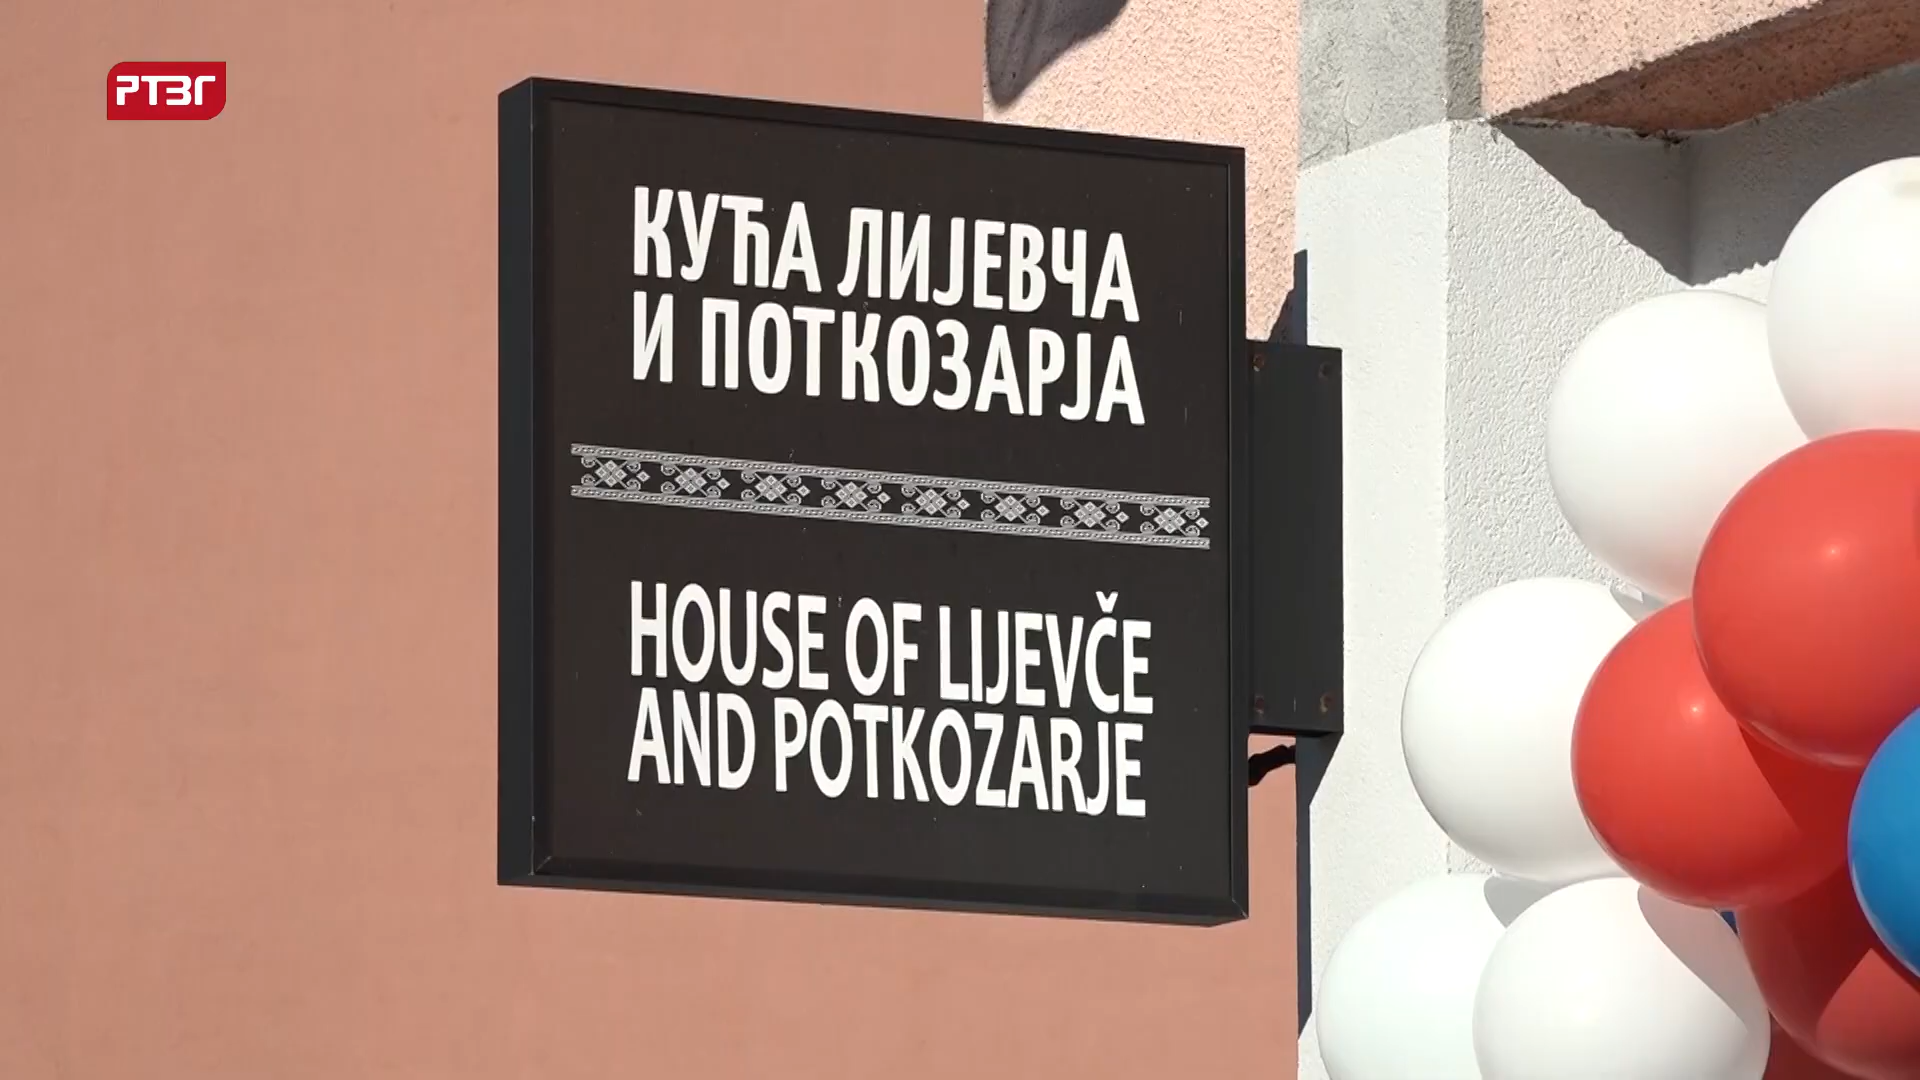 РТВГ
КУЋА ЛИЈЕВЧА
И ПОТКОЗАРЈА
HOUSE OF LIJEVČE
AND POTKOZARJE